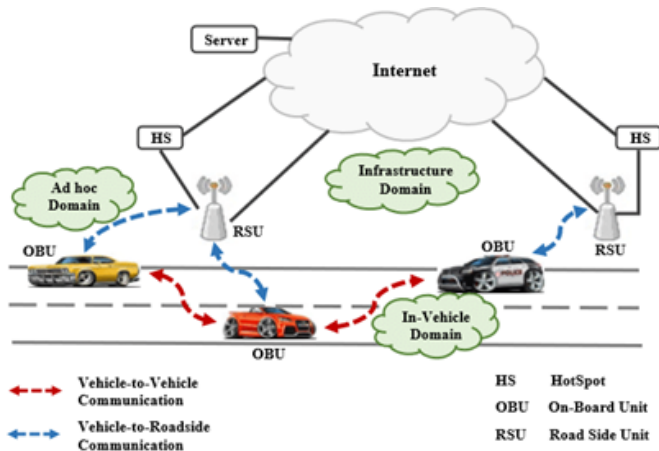 Server
Internet
HS
HS
Ad hoc
Domain
Infrastructure
Domain
OBU
RSU
OBU
RSU
POLICE
In-Vehicle
Domain
OBU
Vehicle-to-Vehicle
Communication
Vehicle-to-Roadside
Communication
HS HotSpot
OBU On-Board Unit
RSU Road Side Unit